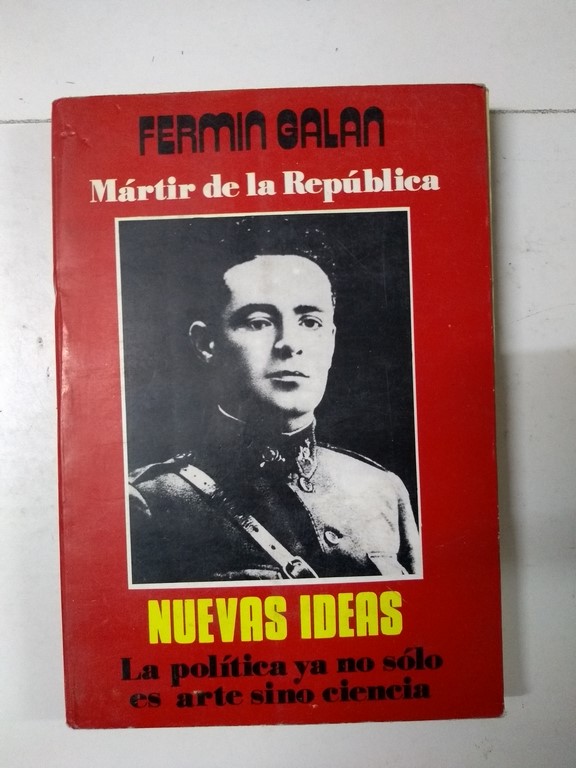 FERMIN GALAN
Mártir de la República
NUEVAS IDEAS
La política ya no sólo
es arte sino ciencia